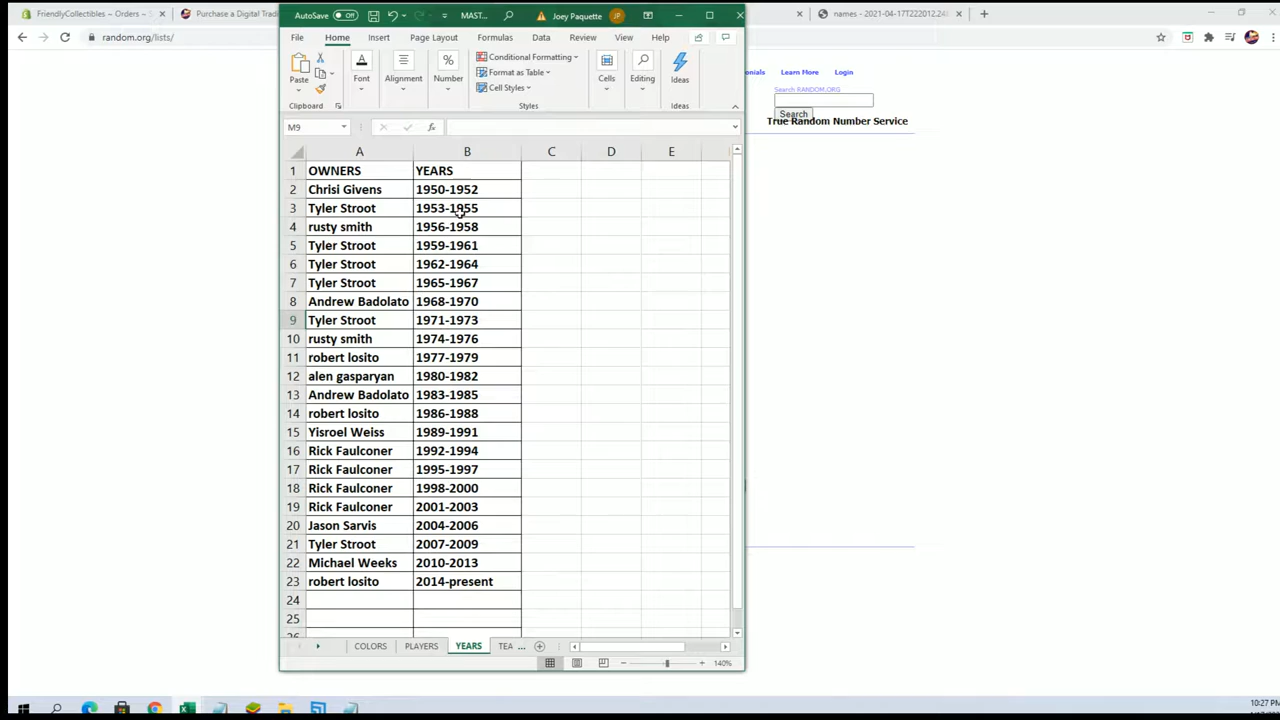 FriendlyCollectibles ~ Orders ~ S
Purchase a Digital Tradi
names - 2021-04-17T222012.24
random.org/lists/
AutoSave Off MAST... Joey Paquette JP
File Home Insert Page Layout Formulas Data Review View Help
Paste
Clipboard
Font
Alignment
Number
Conditional Formatting
Format as Table
Cell Styles
Styles
Cells
Editing
Ideas
Ideas
M9 fx
A B C D E
1 OWNERS YEARS
2 Chrisi Givens 1950-1952
3 Tyler Stroot 1953-1955
4 rusty smith 1956-1958
5 Tyler Stroot 1959-1961
6 Tyler Stroot 1962-1964
7 Tyler Stroot 1965-1967
8 Andrew Badolato 1968-1970
9 Tyler Stroot 1971-1973
10 rusty smith 1974-1976
11 robert losito 1977-1979
12 alen gasparyan 1980-1982
13 Andrew Badolato 1983-1985
14 robert losito 1986-1988
15 Yisroel Weiss 1989-1991
16 Rick Faulconer 1992-1994
17 Rick Faulconer 1995-1997
18 Rick Faulconer 1998-2000
19 Rick Faulconer 2001-2003
20 Jason Sarvis 2004-2006
21 Tyler Stroot 2007-2009
22 Michael Weeks 2010-2013
23 robert losito 2014-present
24
25
COLORS PLAYERS YEARS TEA ...
140%
onials Learn More Login
Search RANDOM.ORG
Search
True Random Number Service
10:27 PM